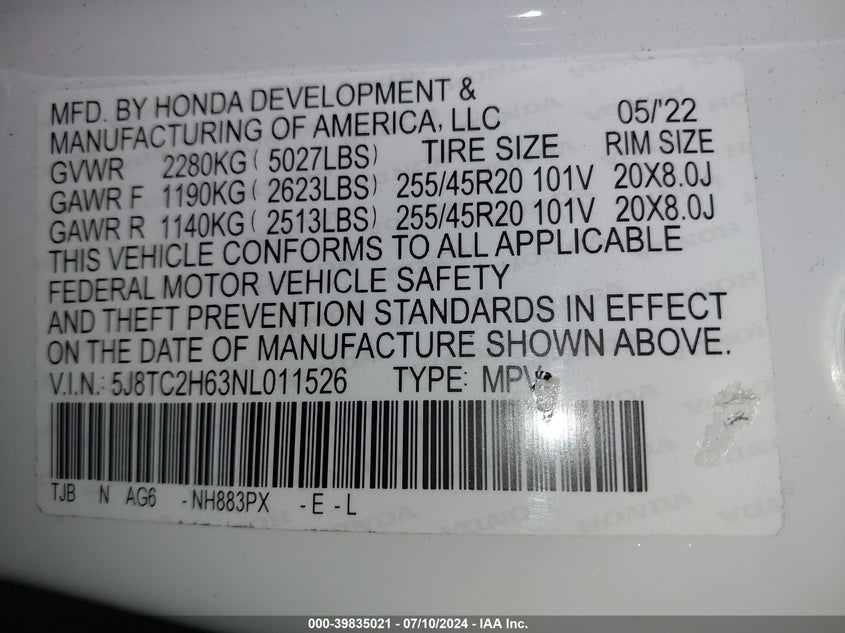 MFD. BY HONDA DEVELOPMENT &
MANUFACTURING OF AMERICA, LLC 05/'22
GVWR 2280KG ( 5027LBS) TIRE SIZE RIM SIZE
GAWR F 1190KG ( 2623LBS) 255/45R20 101V 20X8.0J
GAWR R 1140KG ( 2513LBS) 255/45R20 101V 20X8.0J
THIS VEHICLE CONFORMS TO ALL APPLICABLE
FEDERAL MOTOR VEHICLE SAFETY
AND THEFT PREVENTION STANDARDS IN EFFECT
ON THE DATE OF MANUFACTURE SHOWN ABOVE.
V.I.N.: 5J8TC2H63NL011526 TYPE: MPV
TJB N AG6 -NH883PX -E -L
000-39835021 - 07/10/2024 - IAA Inc.